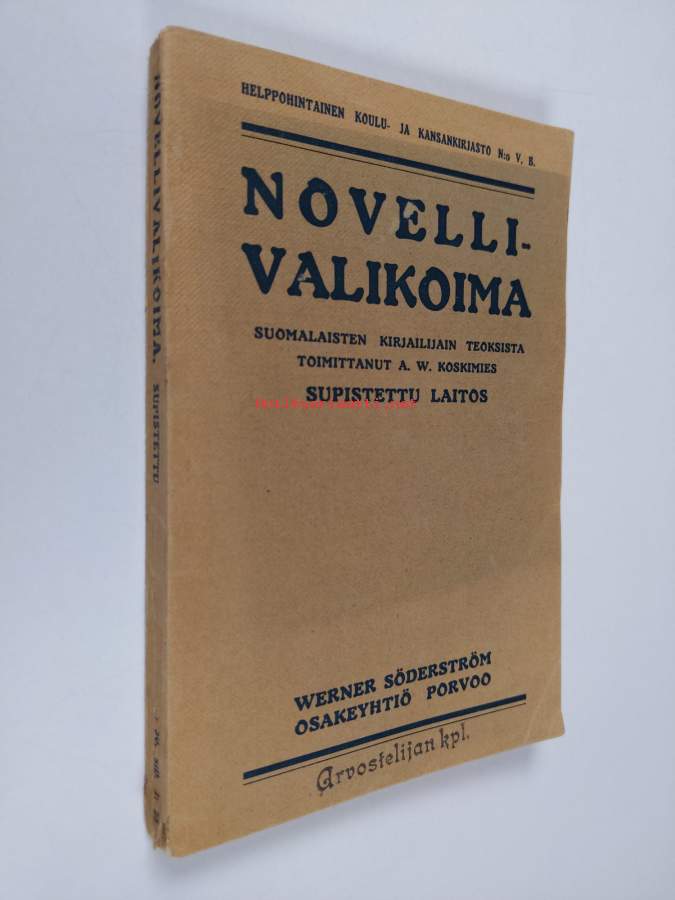 HELPPOHINTAINEN KOULU- JA KANSANKIRJASTO N:o V. B.
NOVELLI-
VALIKOIMA
SUOMALAISTEN KIRJAILIJAIN TEOKSISTA
TOIMITTANUT A. W. KOSKIMIES
SUPISTETTU LAITOS
WERNER SÖDERSTRÖM
OSAKEYHTIÖ PORVOO
Arvostelijan kpl.
NOVELLIVALIKOIMA. SUPISTETTU